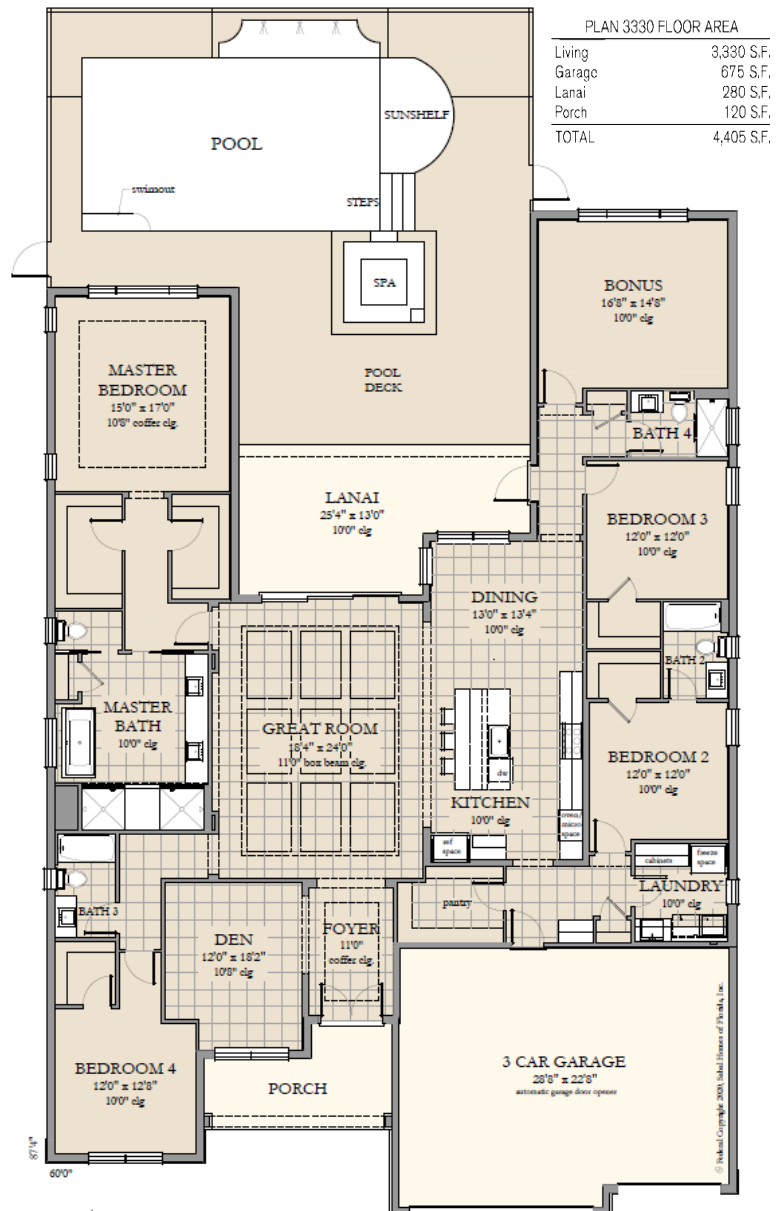 PLAN 3330 FLOOR AREA
Living 3,330 S.F.
Garage 675 S.F.
Lanai 280 S.F.
Porch 120 S.F.
TOTAL 4,405 S.F.
SUNSHELF
POOL
swimout
STEPS
SPA
BONUS
16'8" x 14'8"
10'0" clg
MASTER
BEDROOM
15'0" x 17'0"
10'8" coffer clg.
POOL
DECK
BATH 4
LANAI
25'4" x 13'0"
10'0" clg
BEDROOM 3
12'0" x 12'0"
10'0" clg
DINING
13'0" x 13'4"
10'0" clg
BATH 2
MASTER
BATH
10'0" clg
GREAT ROOM
18'4" x 24'0"
11'0" box beam clg.
BEDROOM 2
12'0" x 12'0"
10'0" clg
dw
KITCHEN
10'0" clg
oven/
micro
space
ref
space
cabinets
freeze
space
LAUNDRY
10'0" clg
pantry
BATH 3
DEN
12'0" x 18'2"
10'8" clg
FOYER
11'0"
coffer clg.
3 CAR GARAGE
28'8" x 22'8"
automatic garage door opener
BEDROOM 4
12'0" x 12'8"
10'0" clg
PORCH
© Federal Copyright 2020, Sabal Homes of Florida, Inc.
87'4"
60'0"